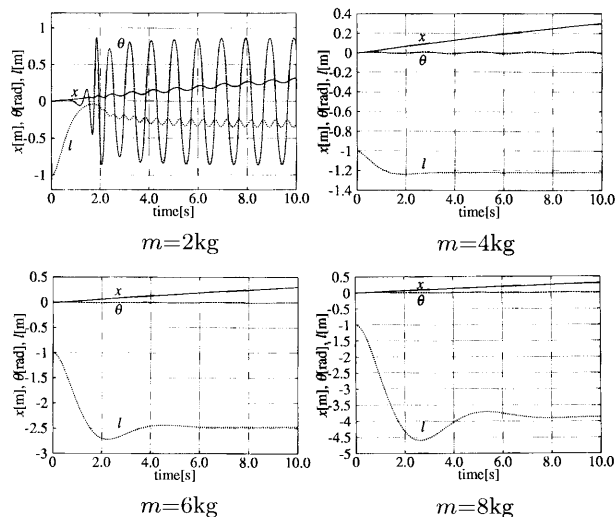 x[m], θ[rad], l[m]
1
0.5
0
-0.5
-1
x
θ
l
0 2.0 4.0 6.0 8.0 10.0
time[s]
m=2kg
x[m], θ[rad], l[m]
0.4
0.2
0
-0.2
-0.4
-0.6
-0.8
-1.0
-1.2
-1.4
x
θ
l
0 2.0 4.0 6.0 8.0 10.0
time[s]
m=4kg
x[m], θ[rad], l[m]
0.5
0
-0.5
-1
-1.5
-2
-2.5
-3
x
θ
l
0 2.0 4.0 6.0 8.0 10.0
time[s]
m=6kg
x[m], θ[rad], l[m]
0.5
0
-0.5
-1
-1.5
-2
-2.5
-3
-3.5
-4
-4.5
-5
x
θ
l
0 2.0 4.0 6.0 8.0 10.0
time[s]
m=8kg